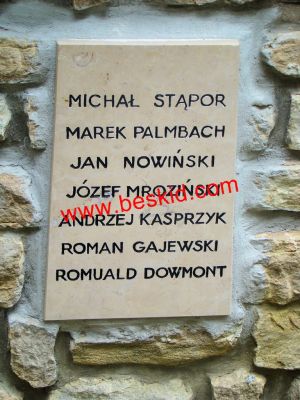 MICHAŁ STĄPOR
MAREK PALMBACH
JAN NOWIŃSKI
JÓZEF MROZIŃSKI
www.beskid.com
ANDRZEJ KASPRZYK
ROMAN GAJEWSKI
ROMUALD DOWMONT